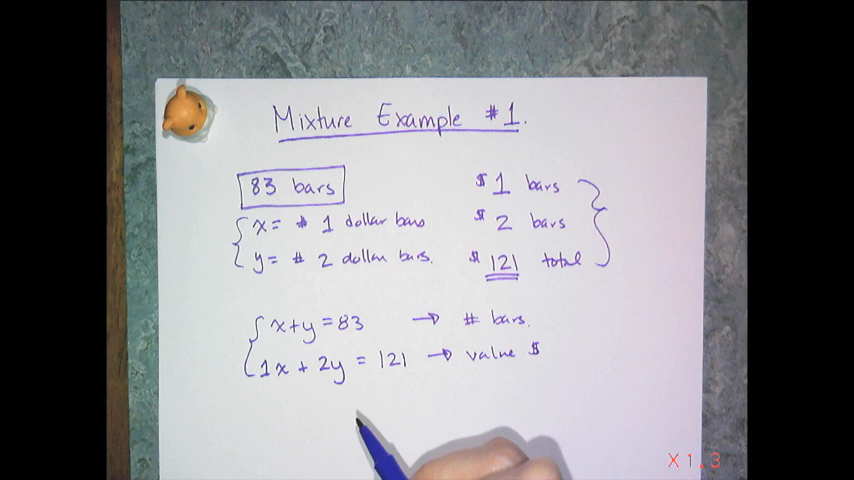 Mixture Example #1.
83 bars
$1 bars
x= # 1 dollar bars
$2 bars
y= # 2 dollar bars.
$121 total
x+y=83 → # bars.
1x + 2y = 121 → value $
X1.3